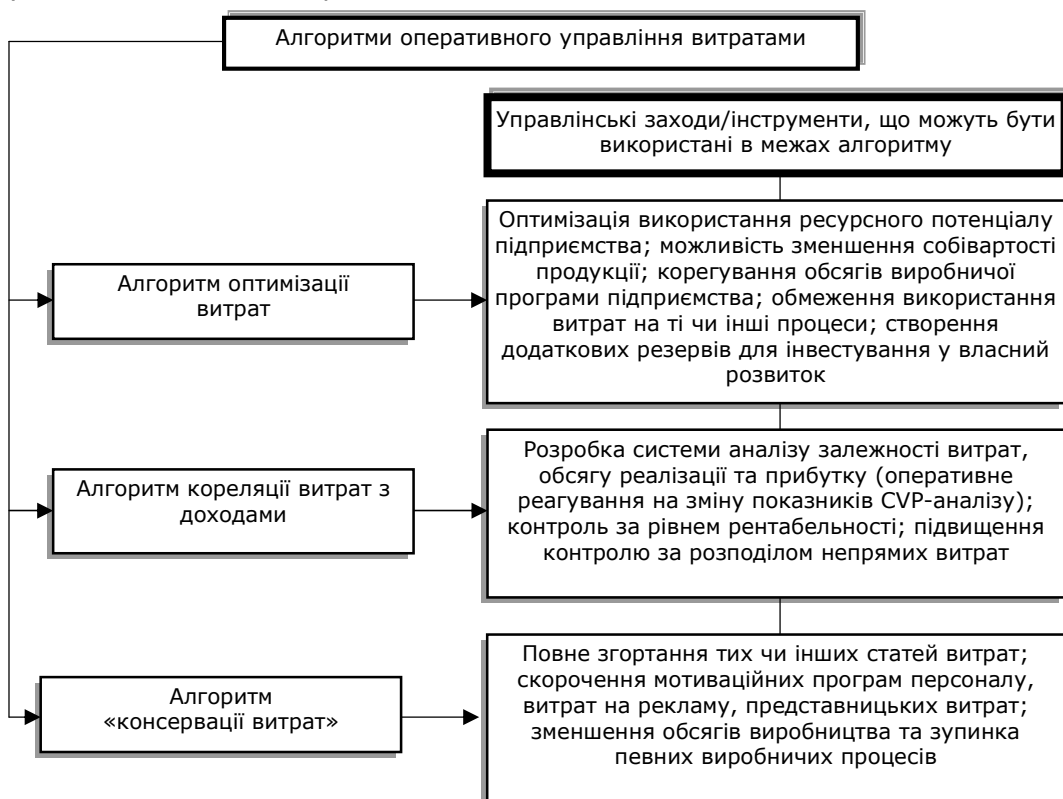 Алгоритми оперативного управління витратами
Управлінські заходи/інструменти, що можуть бути
використані в межах алгоритму
Алгоритм оптимізації
витрат
Оптимізація використання ресурсного потенціалу
підприємства; можливість зменшення собівартості
продукції; корегування обсягів виробничої
програми підприємства; обмеження використання
витрат на ті чи інші процеси; створення
додаткових резервів для інвестування у власний
розвиток
Алгоритм кореляції витрат з
доходами
Розробка системи аналізу залежності витрат,
обсягу реалізації та прибутку (оперативне
реагування на зміну показників CVP-аналізу);
контроль за рівнем рентабельності; підвищення
контролю за розподілом непрямих витрат
Алгоритм
«консервації витрат»
Повне згортання тих чи інших статей витрат;
скорочення мотиваційних програм персоналу,
витрат на рекламу, представницьких витрат;
зменшення обсягів виробництва та зупинка
певних виробничих процесів